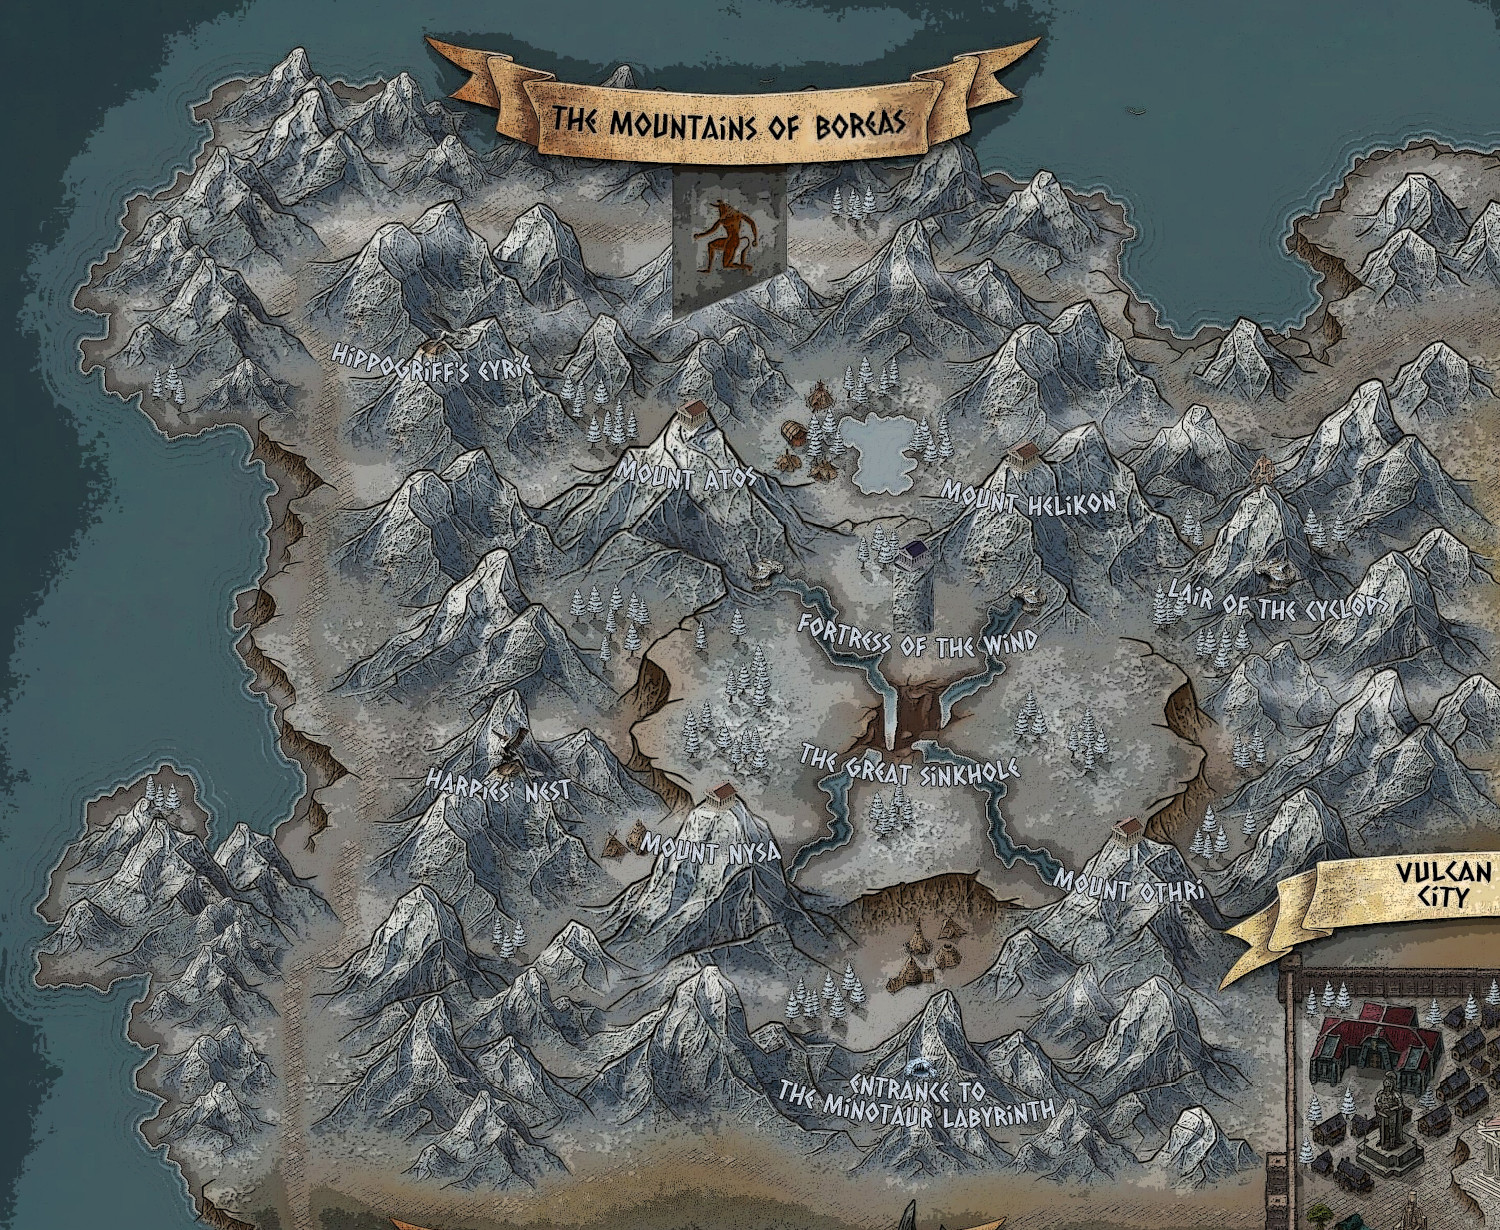 THE MOUNTAINS OF BOREAS
HIPPOGRIFF'S EYRIE
MOUNT ATOS
MOUNT HELIKON
LAIR OF THE CYCLOPS
FORTRESS OF THE WIND
THE GREAT SINKHOLE
HARPIES' NEST
MOUNT NYSA
MOUNT OTHRI
VULCAN
CITY
ENTRANCE TO
THE MINOTAUR LABYRINTH